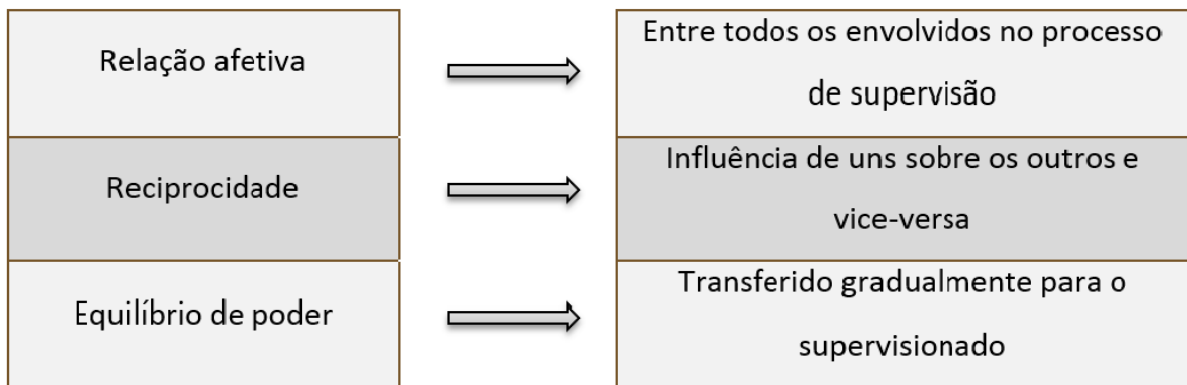 Relação afetiva
Entre todos os envolvidos no processo
de supervisão
Reciprocidade
Influência de uns sobre os outros e
vice-versa
Equilíbrio de poder
Transferido gradualmente para o
supervisionado